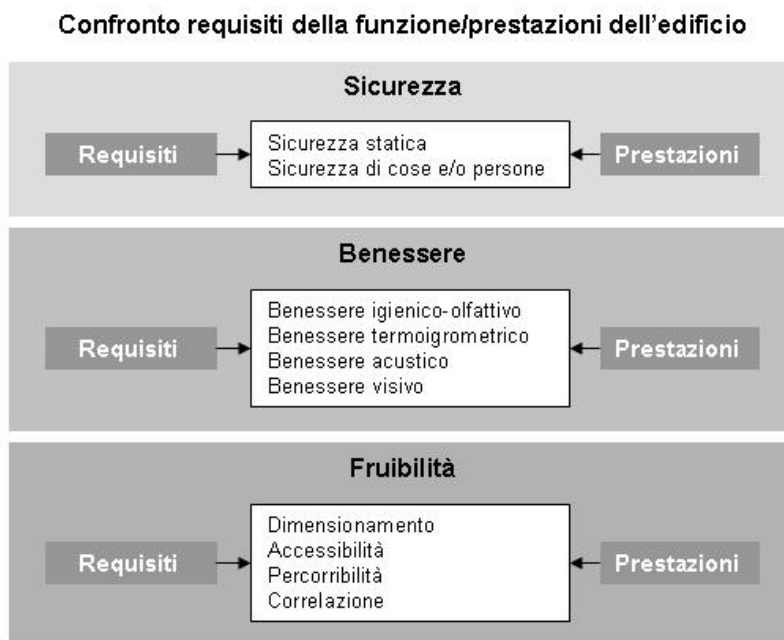 Confronto requisiti della funzione/prestazioni dell'edificio
Sicurezza
Requisiti
Sicurezza statica
Sicurezza di cose e/o persone
Prestazioni
Benessere
Requisiti
Benessere igienico-olfattivo
Benessere termoigrometrico
Benessere acustico
Benessere visivo
Prestazioni
Fruibilità
Requisiti
Dimensionamento
Accessibilità
Percorribilità
Correlazione
Prestazioni